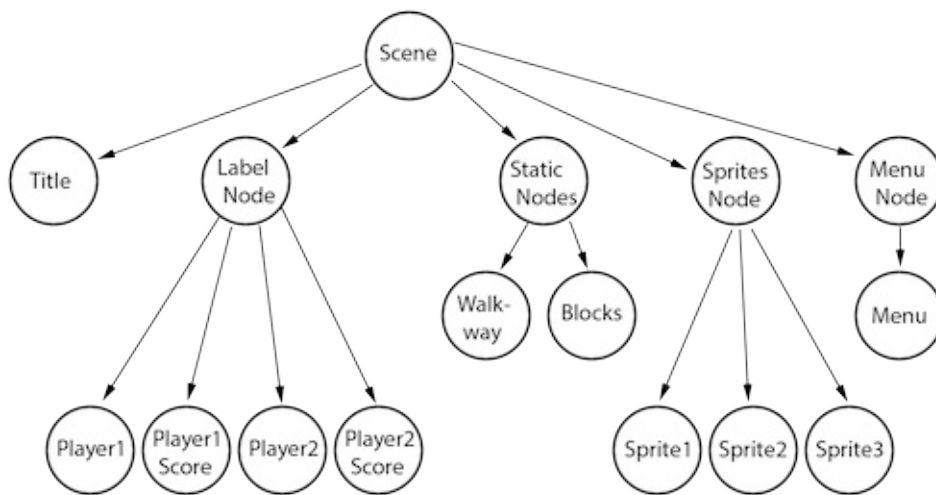 Scene
Title
Label
Node
Static
Nodes
Sprites
Node
Menu
Node
Walk-
way
Blocks
Menu
Player1
Player1
Score
Player2
Player2
Score
Sprite1
Sprite2
Sprite3